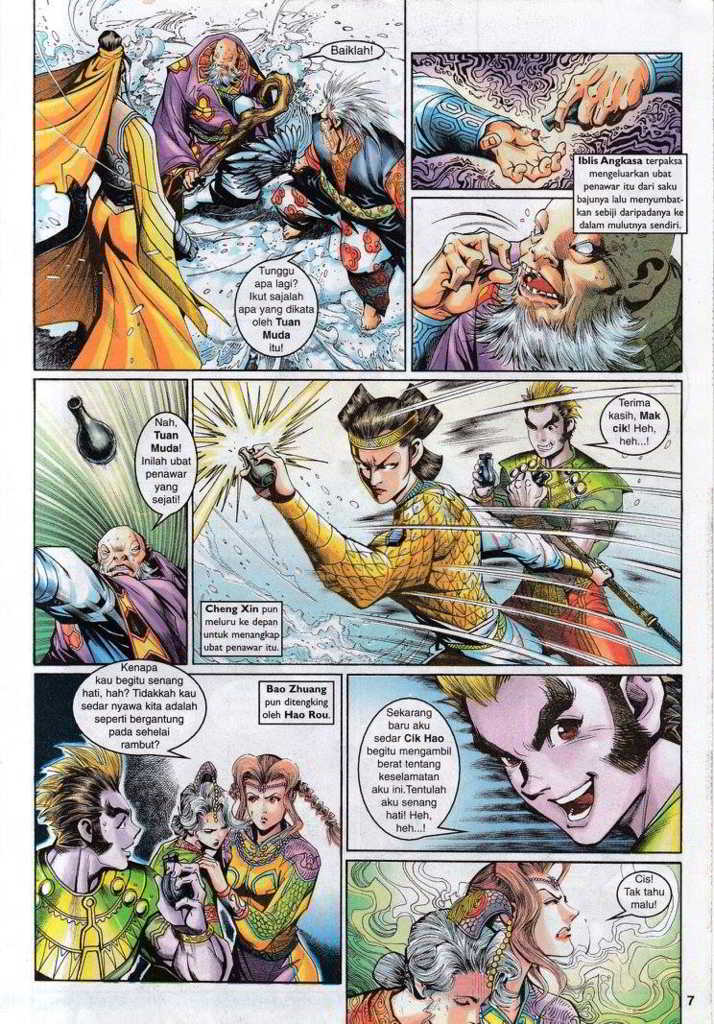 Baiklah!
Tunggu
apa lagi?
Ikut sajalah
apa yang dikata
oleh Tuan
Muda
itu!
Iblis Angkasa terpaksa
mengeluarkan ubat
penawar itu dari saku
bajunya lalu menyumbat-
kan sebiji daripadanya ke
dalam mulutnya sendiri.
Nah,
Tuan
Muda!
Inilah ubat
penawar
yang
sejati!
Cheng Xin pun
meluru ke depan
untuk menangkap
ubat penawar itu.
Terima
kasih, Mak
cik! Heh,
heh...!
Kenapa
kau begitu senang
hati, hah? Tidakkah kau
sedar nyawa kita adalah
seperti bergantung
pada sehelai
rambut?
Bao Zhuang
pun ditengking
oleh Hao Rou.
Sekarang
baru aku
sedar Cik Hao
begitu mengambil
berat tentang
keselamatan
aku ini.Tentulah
aku senang
hati! Heh,
heh...!
Cis!
Tak tahu
malu!
7